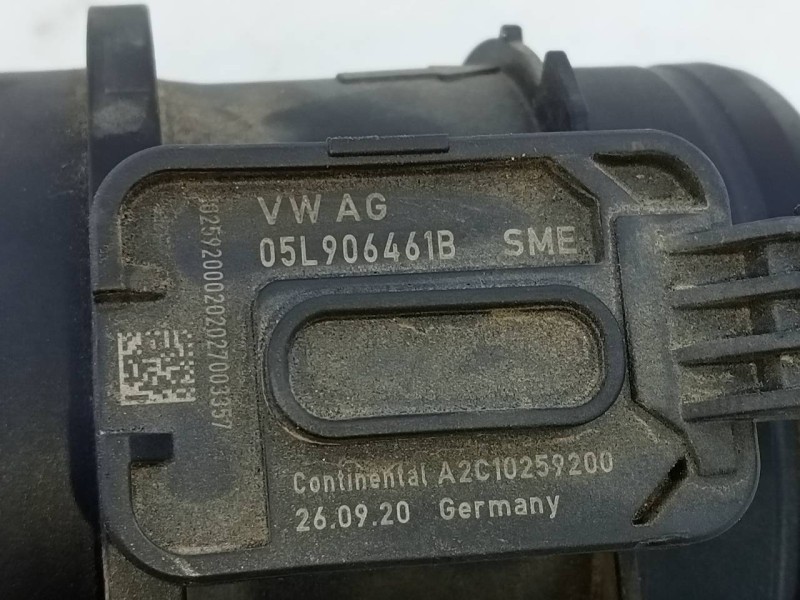 VW AG
05L906461B SME
Continental A2C10259200
26.09.20 Germany